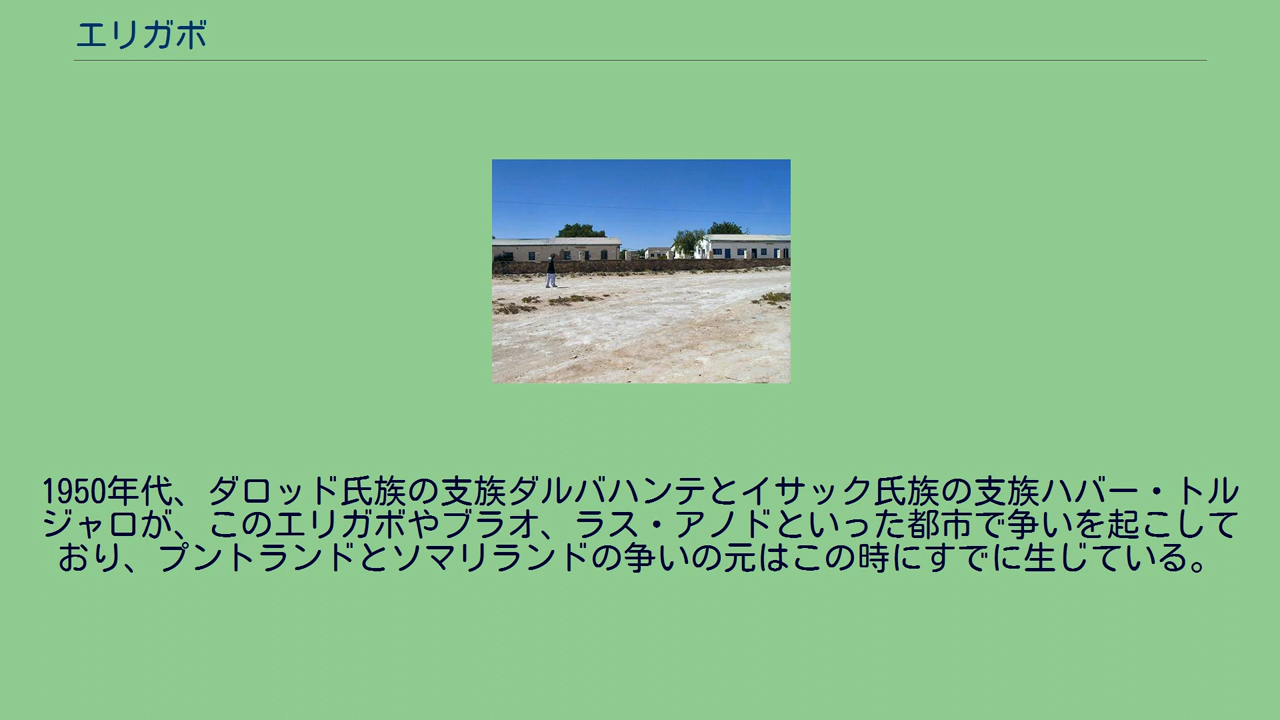 エリガボ
1950年代、ダロッド氏族の支族ダルバハンテとイサック氏族の支族ハバー・トル
ジャロが、このエリガボやブラオ、ラス・アノドといった都市で争いを起こして
おり、プントランドとソマリランドの争いの元はこの時にすでに生じている。